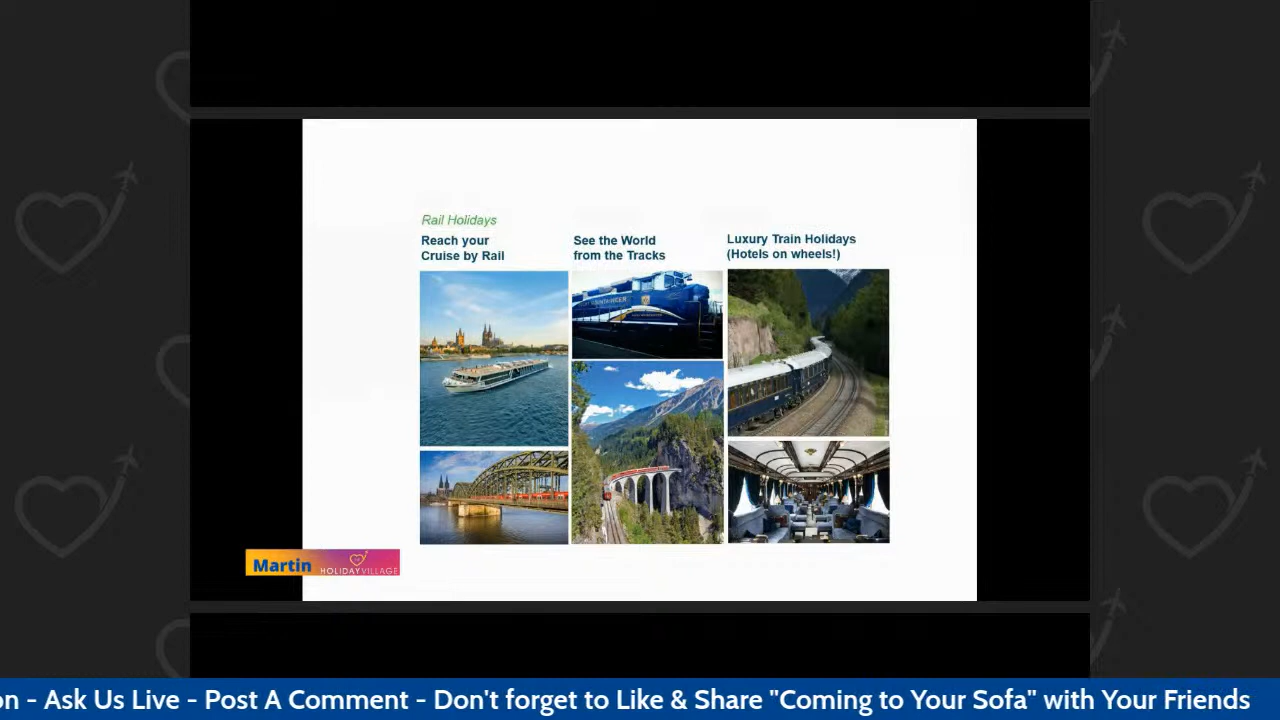 Rail Holidays
Reach your
Cruise by Rail
See the World
from the Tracks
Luxury Train Holidays
(Hotels on wheels!)
Martin
HOLIDAYVILLAGE
on - Ask Us Live - Post A Comment - Don't forget to Like & Share "Coming to Your Sofa" with Your Friends